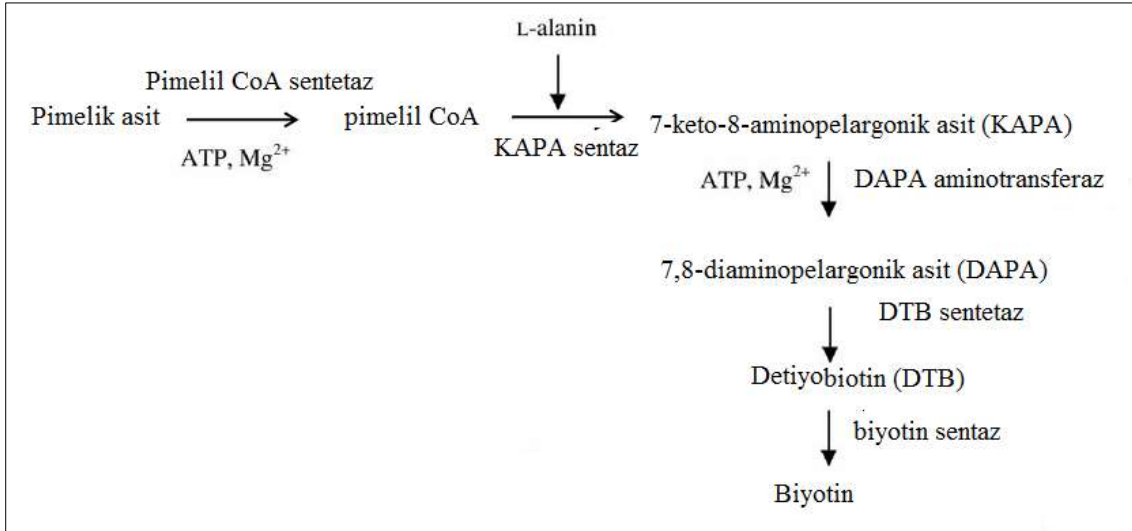 L-alanin
Pimelil CoA sentetaz
Pimelik asit
pimelil CoA
7-keto-8-aminopelargonik asit (KAPA)
ATP, Mg2+
KAPA sentaz
ATP, Mg2+
DAPA aminotransferaz
7,8-diaminopelargonik asit (DAPA)
DTB sentetaz
Detiyobiotin (DTB)
biyotin sentaz
Biyotin